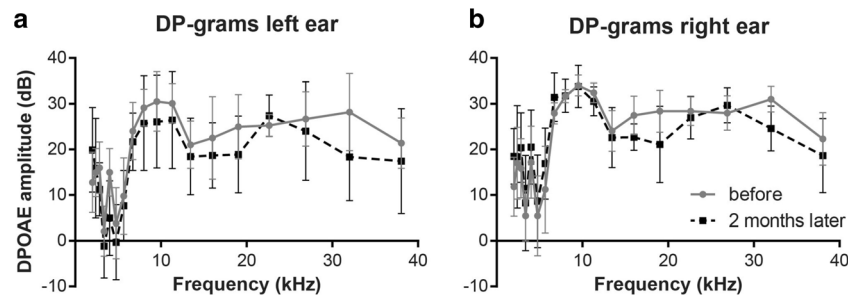 a
DP-grams left ear
DPOAE amplitude (dB)
40
30
20
10
0
-10
10
20
30
40
Frequency (kHz)
b
DP-grams right ear
40
30
20
10
0
-10
10
20
30
40
Frequency (kHz)
before
2 months later